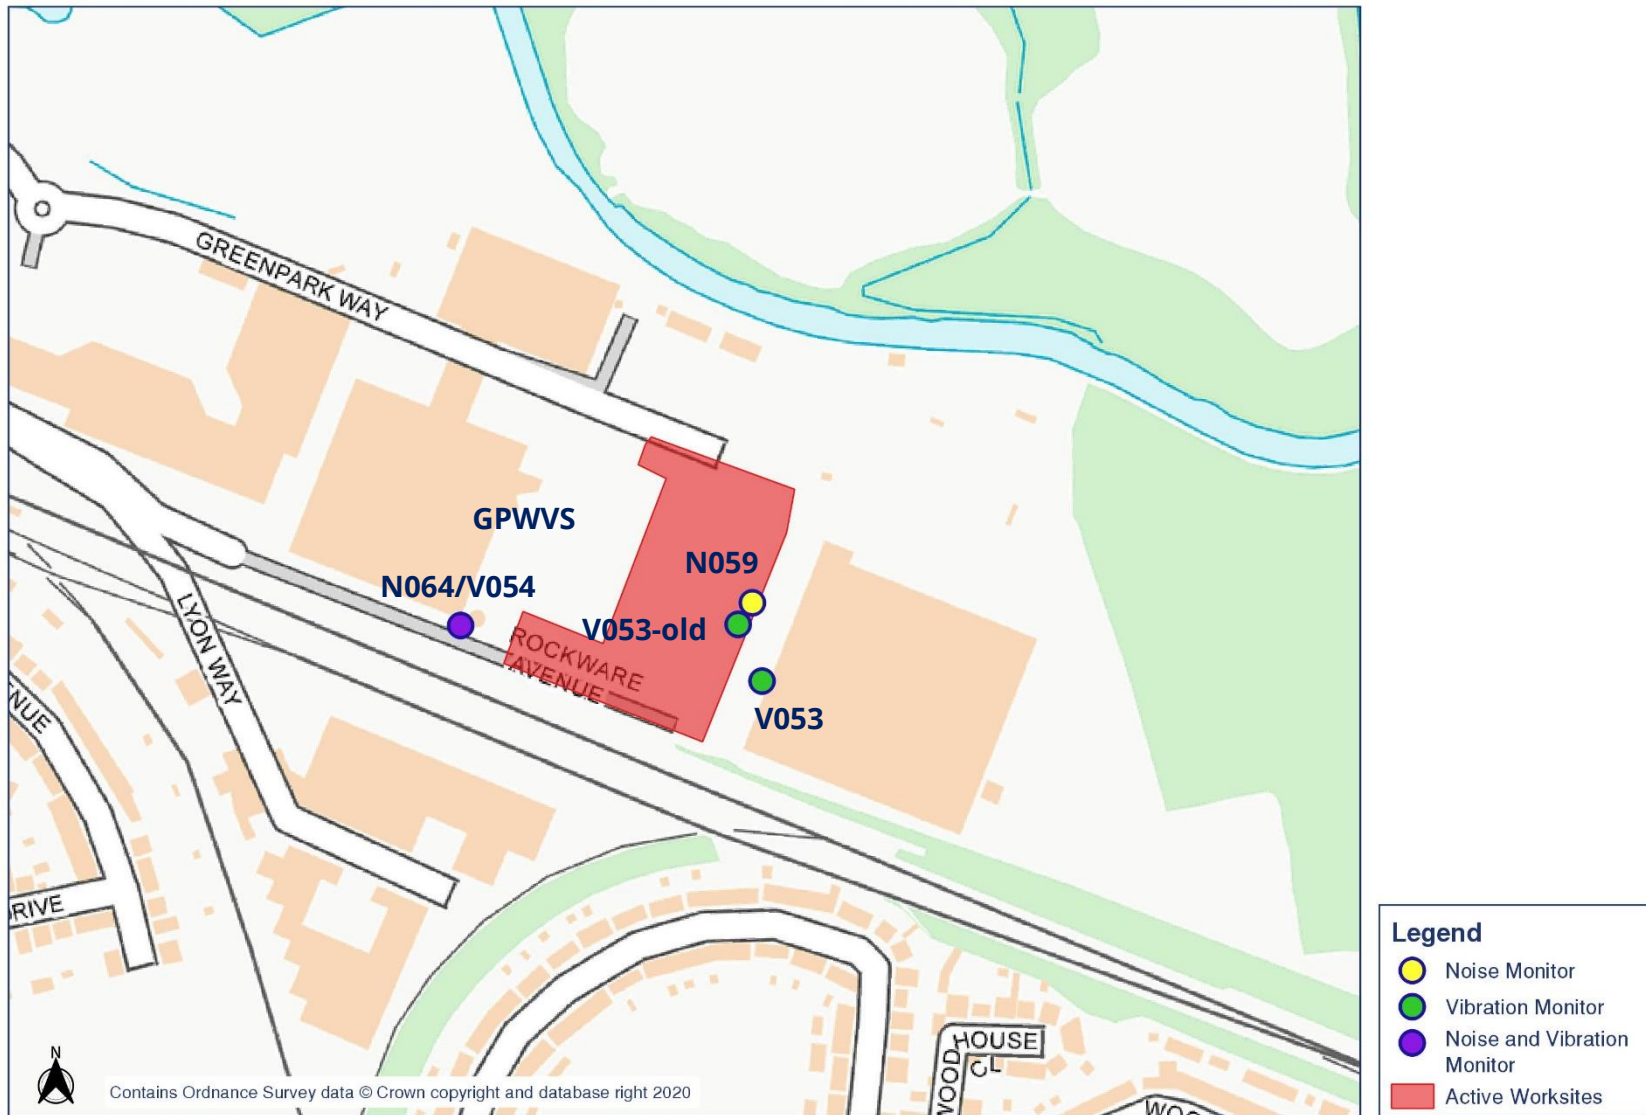 GREENPARK WAY
GPWVS
N059
N064/V054
V053-old
ROCKWARE
AVENUE
LYON WAY
V053
NUE
DRIVE
HOUSE
CL
WOOD
WOO
N
Contains Ordnance Survey data © Crown copyright and database right 2020
Legend
Noise Monitor
Vibration Monitor
Noise and Vibration
Monitor
Active Worksites